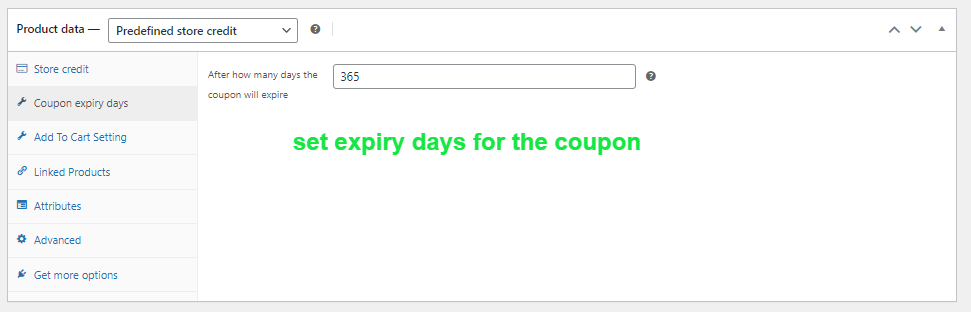 Product data — Predefined store credit
Store credit
Coupon expiry days
Add To Cart Setting
Linked Products
Attributes
Advanced
Get more options
After how many days the
coupon will expire
365
set expiry days for the coupon